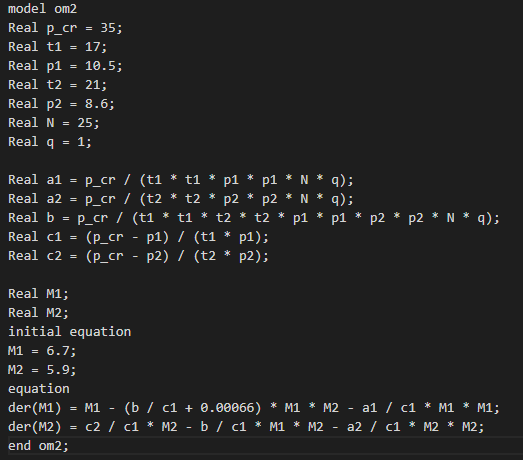 model om2
Real p_cr = 35;
Real t1 = 17;
Real p1 = 10.5;
Real t2 = 21;
Real p2 = 8.6;
Real N = 25;
Real q = 1;

Real a1 = p_cr / (t1 * t1 * p1 * p1 * N * q);
Real a2 = p_cr / (t2 * t2 * p2 * p2 * N * q);
Real b = p_cr / (t1 * t1 * t2 * t2 * p1 * p1 * p2 * p2 * N * q);
Real c1 = (p_cr - p1) / (t1 * p1);
Real c2 = (p_cr - p2) / (t2 * p2);

Real M1;
Real M2;
initial equation
M1 = 6.7;
M2 = 5.9;
equation
der(M1) = M1 - (b / c1 + 0.00066) * M1 * M2 - a1 / c1 * M1 * M1;
der(M2) = c2 / c1 * M2 - b / c1 * M1 * M2 - a2 / c1 * M2 * M2;
end om2;